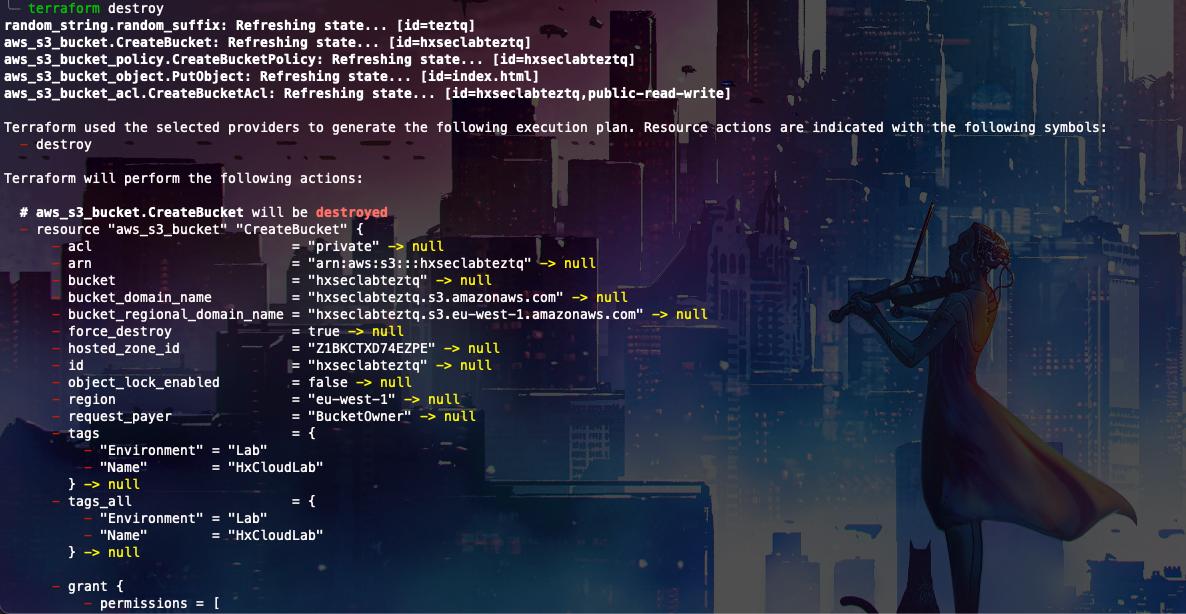 terraform destroy
random_string.random_suffix: Refreshing state... [id=teztq]
aws_s3_bucket.CreateBucket: Refreshing state... [id=hxseclabteztq]
aws_s3_bucket_policy.CreateBucketPolicy: Refreshing state... [id=hxseclabteztq]
aws_s3_bucket_object.PutObject: Refreshing state... [id=index.html]
aws_s3_bucket_acl.CreateBucketAcl: Refreshing state... [id=hxseclabteztq,public-read-write]
Terraform used the selected providers to generate the following execution plan. Resource actions are indicated with the following symbols:
- destroy
Terraform will perform the following actions:
# aws_s3_bucket.CreateBucket will be destroyed
- resource "aws_s3_bucket" "CreateBucket" {
- acl = "private" -> null
- arn = "arn:aws:s3:::hxseclabteztq" -> null
- bucket = "hxseclabteztq" -> null
- bucket_domain_name = "hxseclabteztq.s3.amazonaws.com" -> null
- bucket_regional_domain_name = "hxseclabteztq.s3.eu-west-1.amazonaws.com" -> null
- force_destroy = true -> null
- hosted_zone_id = "Z1BKCTXD74EZPE" -> null
- id = "hxseclabteztq" -> null
- object_lock_enabled = false -> null
- region = "eu-west-1" -> null
- request_payer = "BucketOwner" -> null
- tags = {
- "Environment" = "Lab"
- "Name" = "HxCloudLab"
} -> null
- tags_all = {
- "Environment" = "Lab"
- "Name" = "HxCloudLab"
} -> null
- grant {
- permissions = [